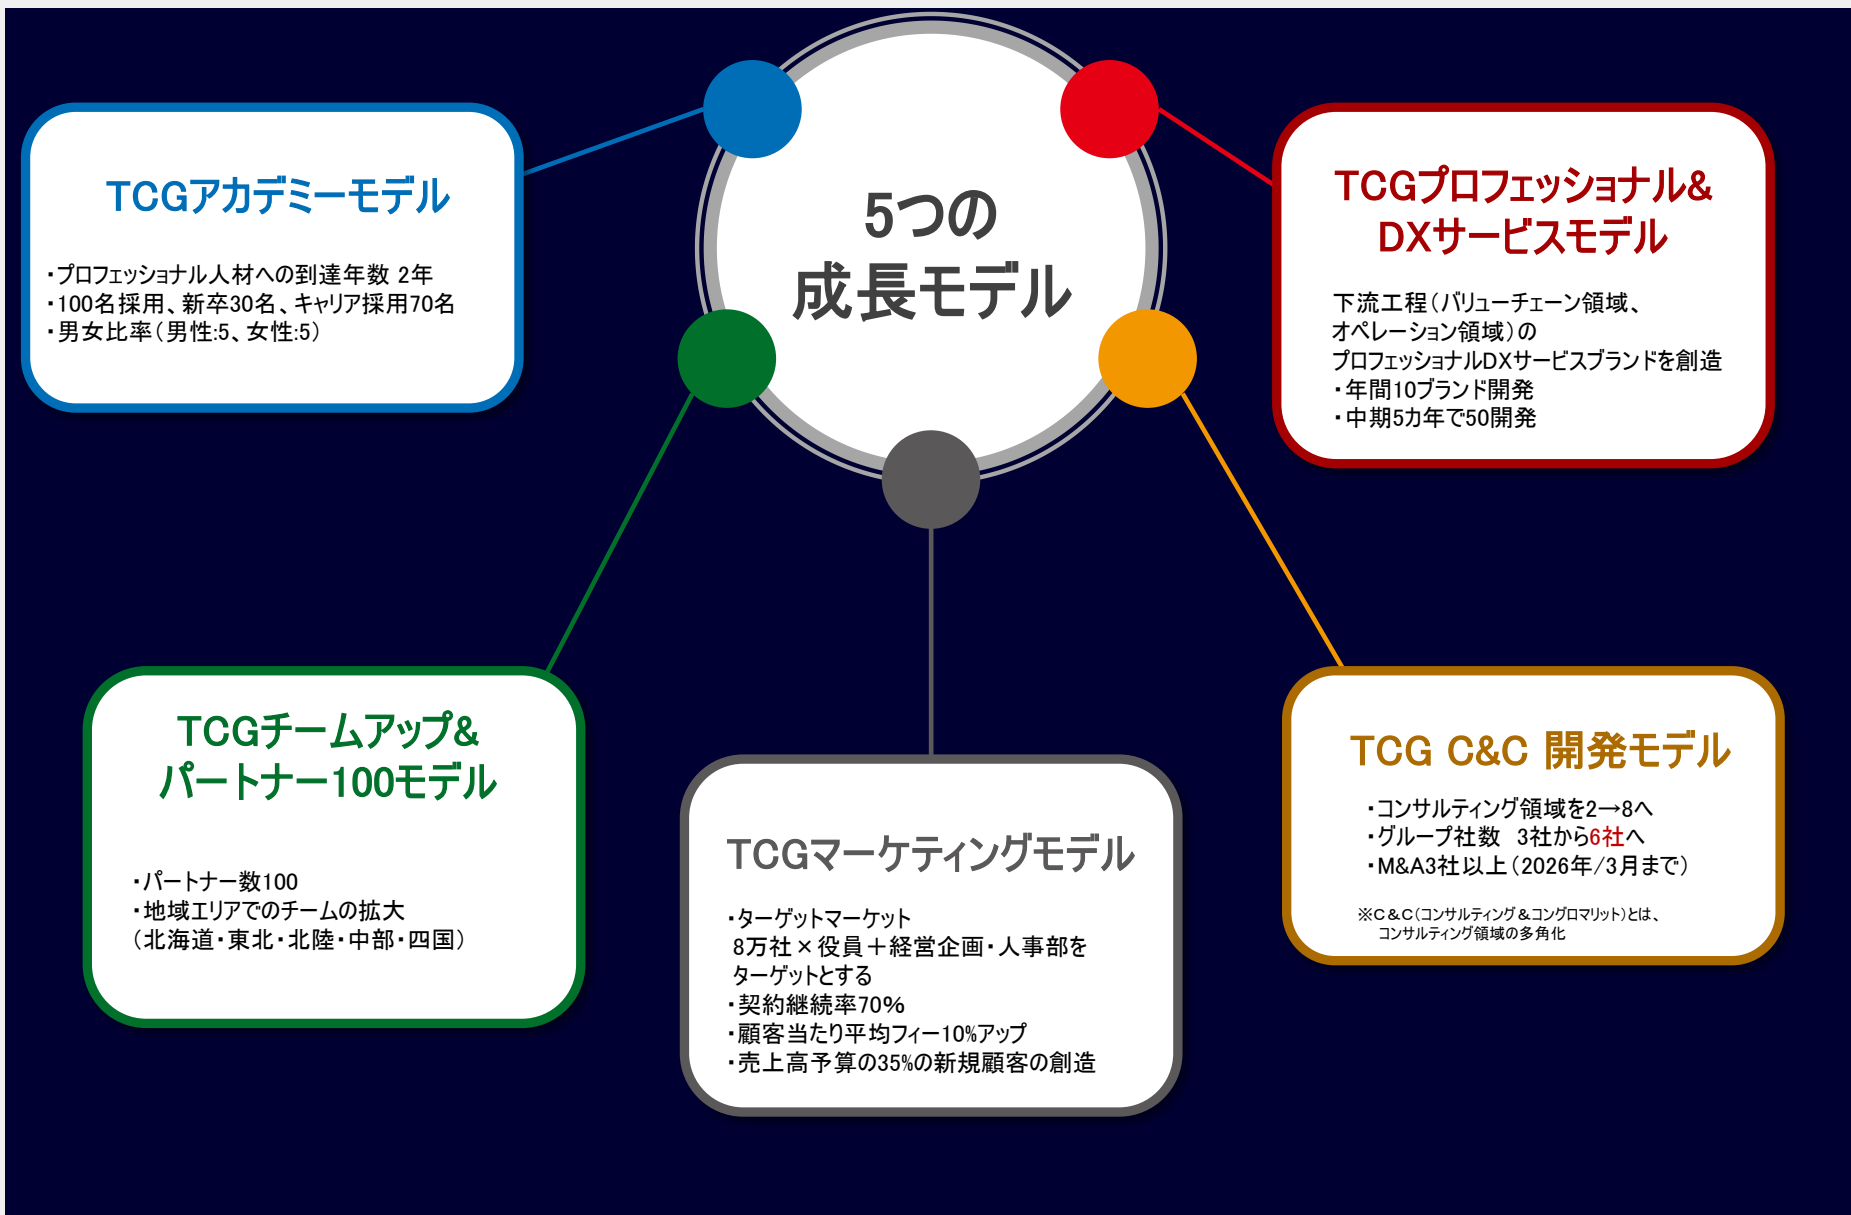 5つの
成長モデル
TCGアカデミーモデル
・プロフェッショナル人材への到達年数 2年
・100名採用、新卒30名、キャリア採用70名
・男女比率（男性:5、女性:5）
TCGプロフェッショナル&
DXサービスモデル
下流工程（バリューチェーン領域、
オペレーション領域）の
プロフェッショナルDXサービスブランドを創造
・年間10ブランド開発
・中期5カ年で50開発
TCGチームアップ&
パートナー100モデル
・パートナー数100
・地域エリアでのチームの拡大
（北海道・東北・北陸・中部・四国）
TCGマーケティングモデル
・ターゲットマーケット
8万社×役員＋経営企画・人事部を
ターゲットとする
・契約継続率70%
・顧客当たり平均フィー10%アップ
・売上高予算の35%の新規顧客の創造
TCG C&C 開発モデル
・コンサルティング領域を2→8へ
・グループ社数　3社から6社へ
・M&A3社以上（2026年/3月まで）
※C＆C（コンサルティング＆コングロマリット）とは、
コンサルティング領域の多角化